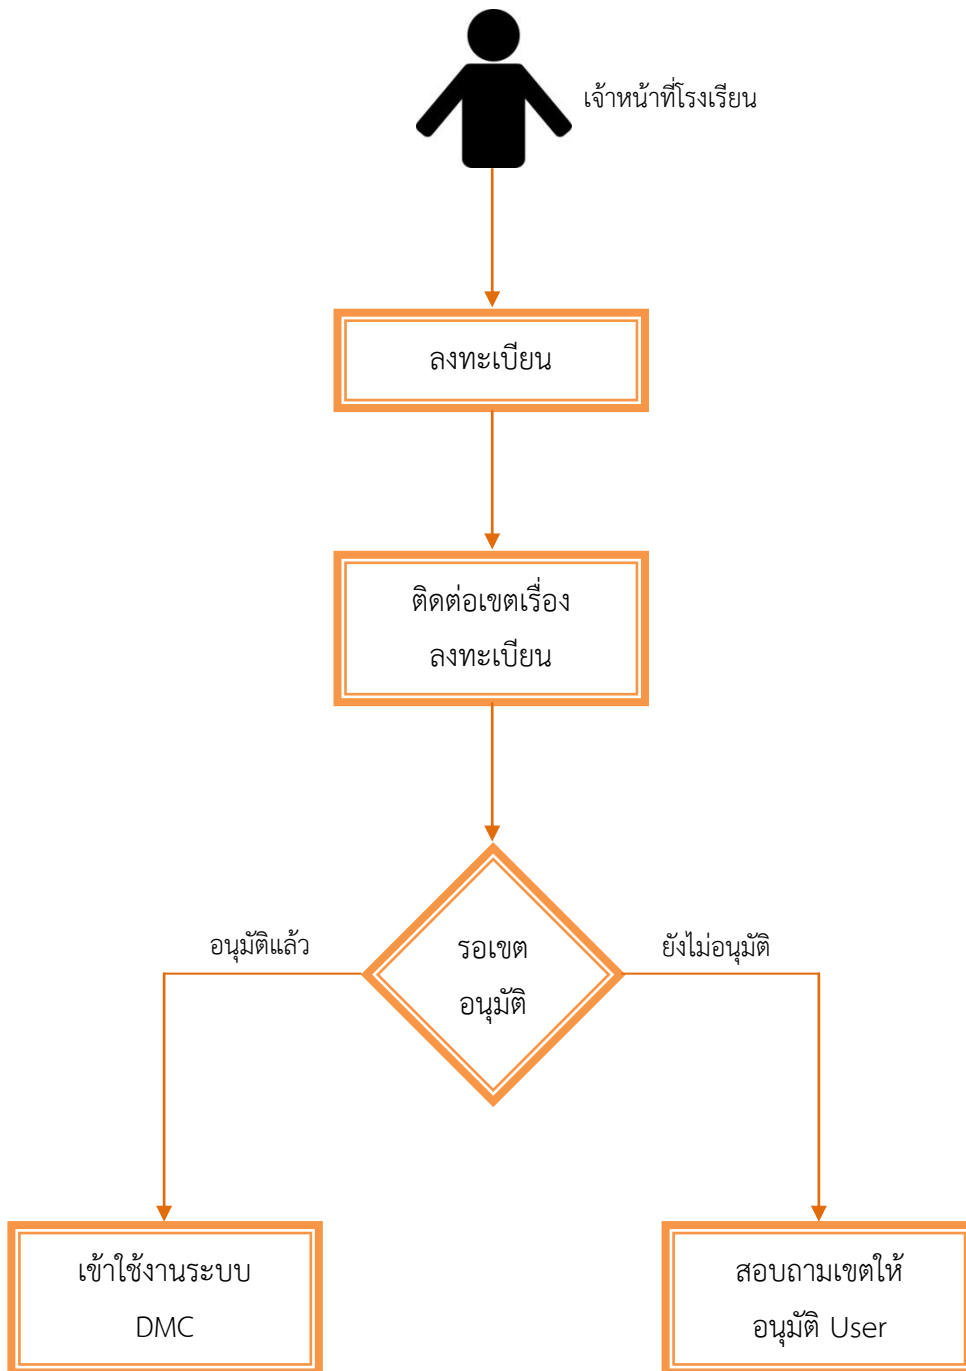 เจ้าหน้าที่โรงเรียน
ลงทะเบียน
ติดต่อเขตเรื่อง
ลงทะเบียน
อนุมัติแล้ว
รอเขต
อนุมัติ
ยังไม่อนุมัติ
เข้าใช้งานระบบ
DMC
สอบถามเขตให้
อนุมัติ User